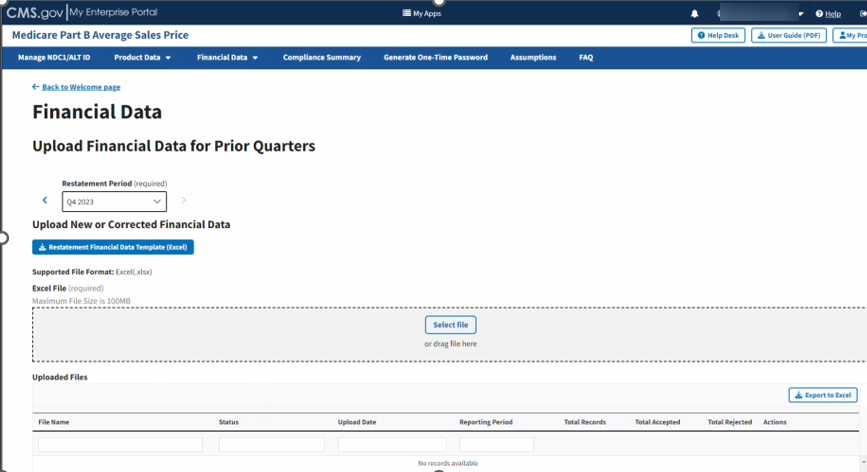 CMS.gov | My Enterprise Portal
My Apps
Help
Medicare Part B Average Sales Price
Help Desk
User Guide (PDF)
My Pro
Manage NDC1/ALT ID
Product Data
Financial Data
Compliance Summary
Generate One-Time Password
Assumptions
FAQ
Back to Welcome page
Financial Data
Upload Financial Data for Prior Quarters
Restatement Period (required)
Q4 2023
Upload New or Corrected Financial Data
Restatement Financial Data Template (Excel)
Supported File Format: Excel(.xlsx)
Excel File (required)
Maximum File Size is 100MB
Select file
or drag file here
Uploaded Files
Export to Excel
File Name
Status
Upload Date
Reporting Period
Total Records
Total Accepted
Total Rejected
Actions
No records available